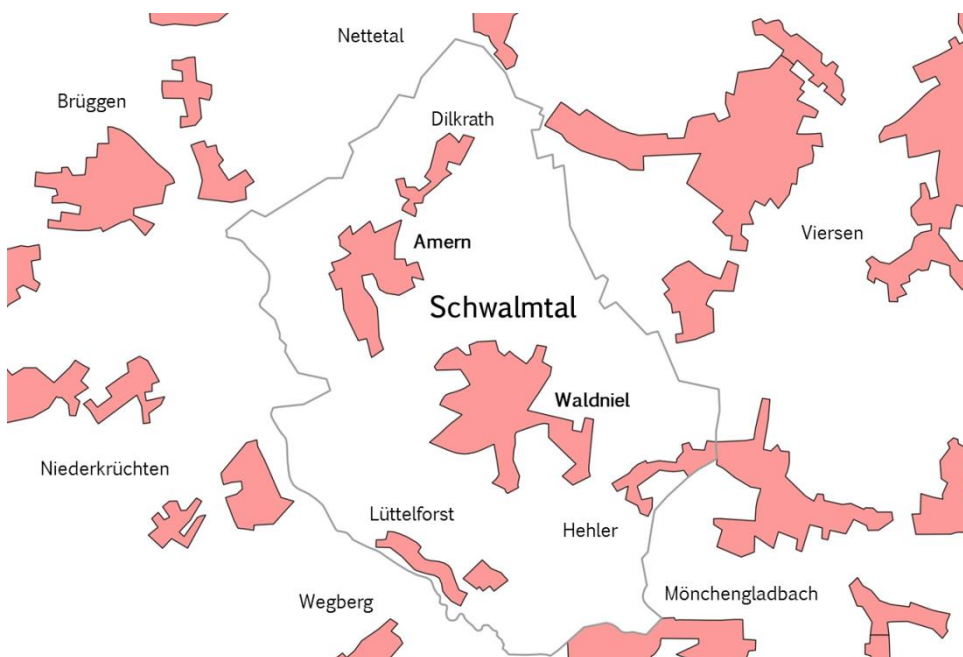 Nettetal
Brüggen
Dilkrath
Viersen
Amern
Schwalmtal
Waldniel
Niederkrüchten
Lüttelforst
Hehler
Wegberg
Mönchengladbach